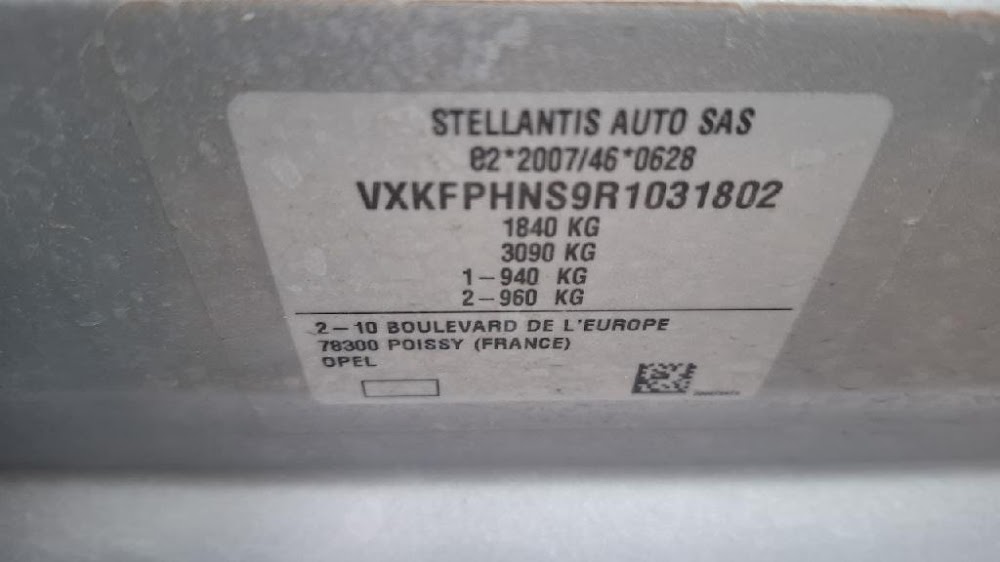 STELLANTIS AUTO SAS
e2*2007/46*0628
VXKFPHNS9R1031802
1840 KG
3090 KG
1-940 KG
2-960 KG
2-10 BOULEVARD DE L'EUROPE
78300 POISSY (FRANCE)
OPEL